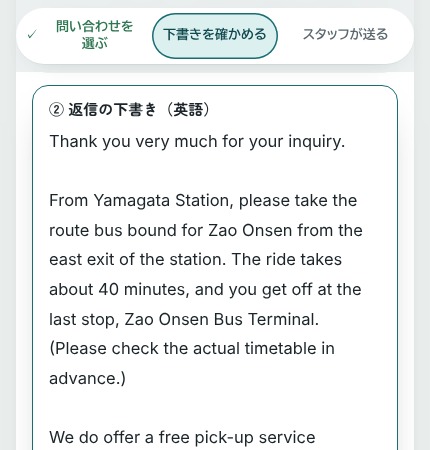 ✓ 問い合わせを
選ぶ
下書きを確かめる
スタッフが送る
② 返信の下書き（英語）
Thank you very much for your inquiry.
From Yamagata Station, please take the
route bus bound for Zao Onsen from the
east exit of the station. The ride takes
about 40 minutes, and you get off at the
last stop, Zao Onsen Bus Terminal.
(Please check the actual timetable in
advance.)
We do offer a free pick-up service